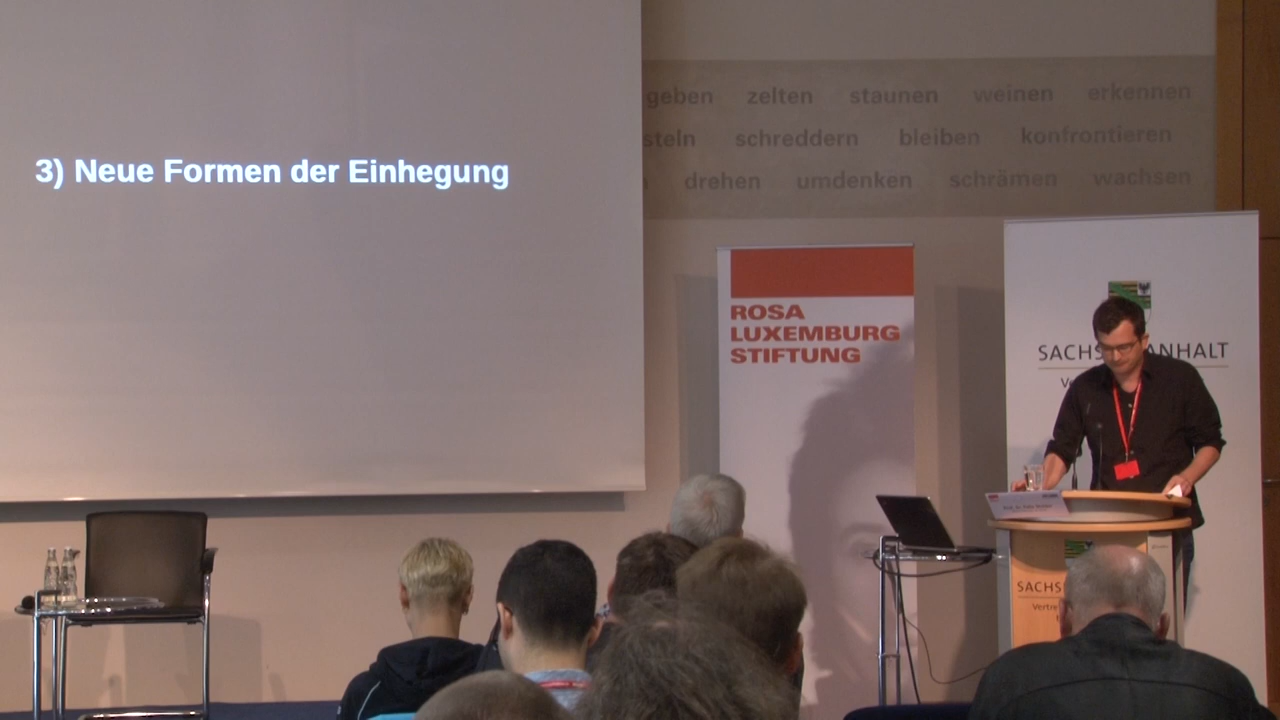 3) Neue Formen der Einhegung
geben zelten staunen weinen erkennen
steln schreddern bleiben konfrontieren
drehen umdenken schrämen wachsen
ROSA
LUXEMBURG
STIFTUNG
SACHS ANHALT
SACHS
Vertre